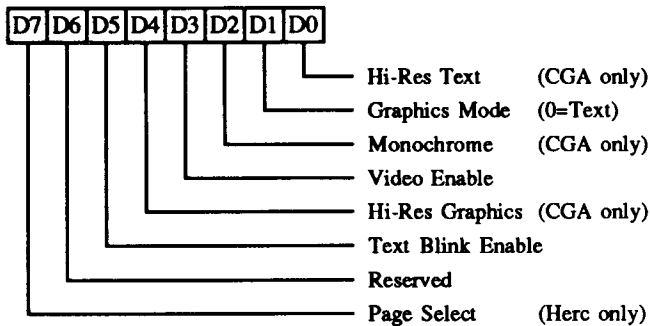 D7 D6 D5 D4 D3 D2 D1 D0
Hi-Res Text (CGA only)
Graphics Mode (0=Text)
Monochrome (CGA only)
Video Enable
Hi-Res Graphics (CGA only)
Text Blink Enable
Reserved
Page Select (Herc only)